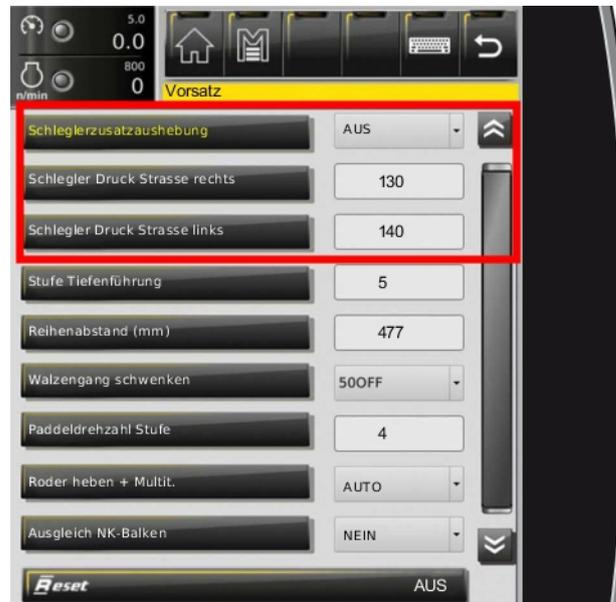 5.0
0.0
800
n/min 0
Vorsatz
Schleglerzusatzaushebung AUS
Schlegler Druck Strasse rechts 130
Schlegler Druck Strasse links 140
Stufe Tiefenführung 5
Reihenabstand (mm) 477
Walzengang schwenken 50OFF
Paddeldrehzahl Stufe 4
Roder heben + Multit. AUTO
Ausgleich NK-Balken NEIN
Reset AUS